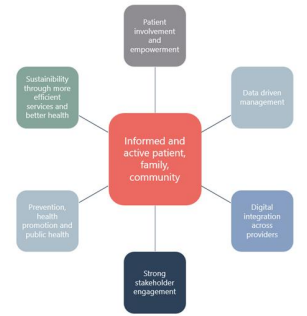 Patient
involvement
and
empowerment
Sustainibility
through more
efficient
services and
better health
Data driven
management
Informed and
active patient,
family,
community
Prevention,
health
promotion and
public health
Digital
integration
across
providers
Strong
stakeholder
engagement